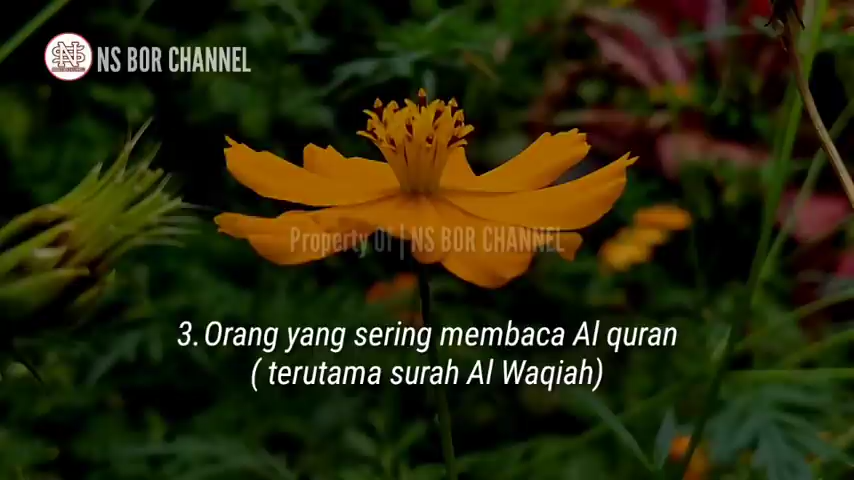 NS BOR CHANNEL
Property Of | NS BOR CHANNEL
3. Orang yang sering membaca Al quran
( terutama surah Al Waqiah)